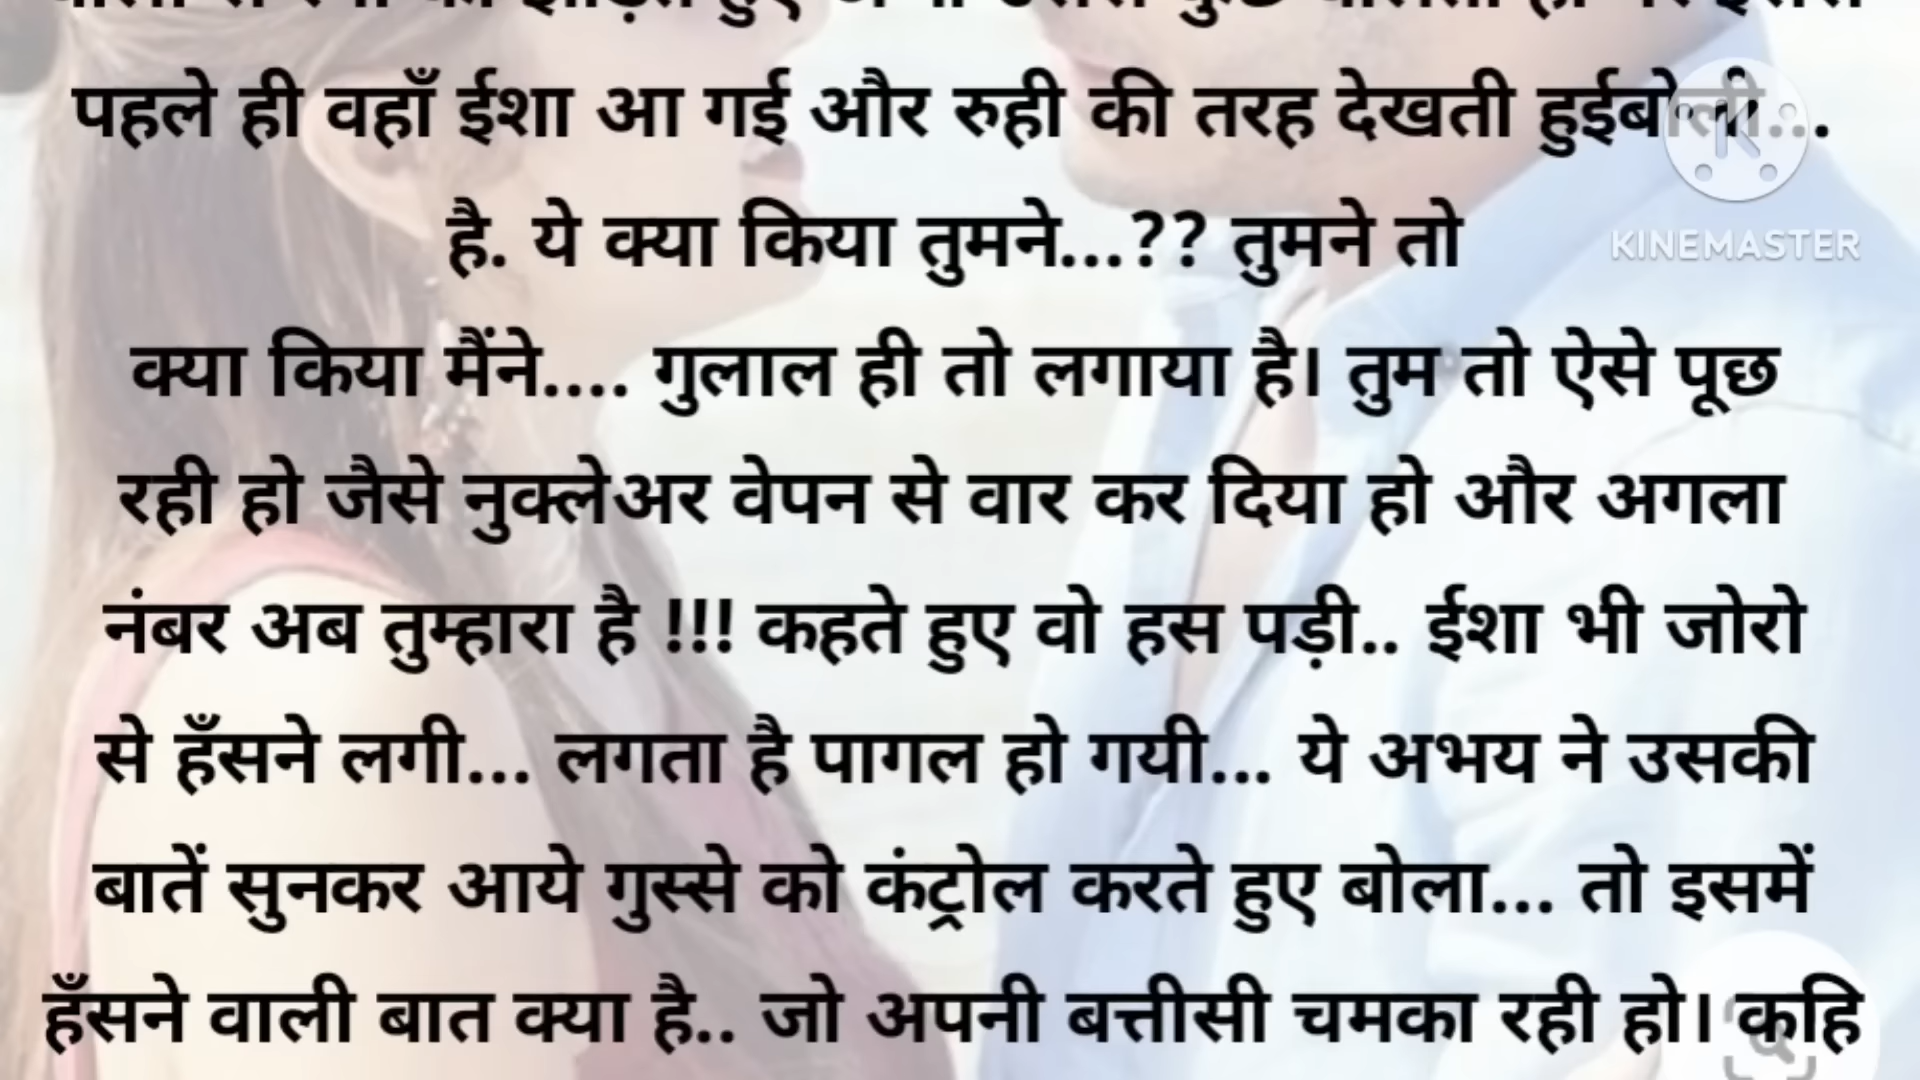 पहले ही वहाँ ईशा आ गई और रुही की तरह देखती हुईबोली...
है. ये क्या किया तुमने...?? तुमने तो
KINEMASTER
क्या किया मैंने.... गुलाल ही तो लगाया है। तुम तो ऐसे पूछ
रही हो जैसे नुक्लेअर वेपन से वार कर दिया हो और अगला
नंबर अब तुम्हारा है !!! कहते हुए वो हस पड़ी.. ईशा भी जोरो
से हँसने लगी... लगता है पागल हो गयी... ये अभय ने उसकी
बातें सुनकर आये गुस्से को कंट्रोल करते हुए बोला... तो इसमें
हँसने वाली बात क्या है.. जो अपनी बत्तीसी चमका रही हो। कहि